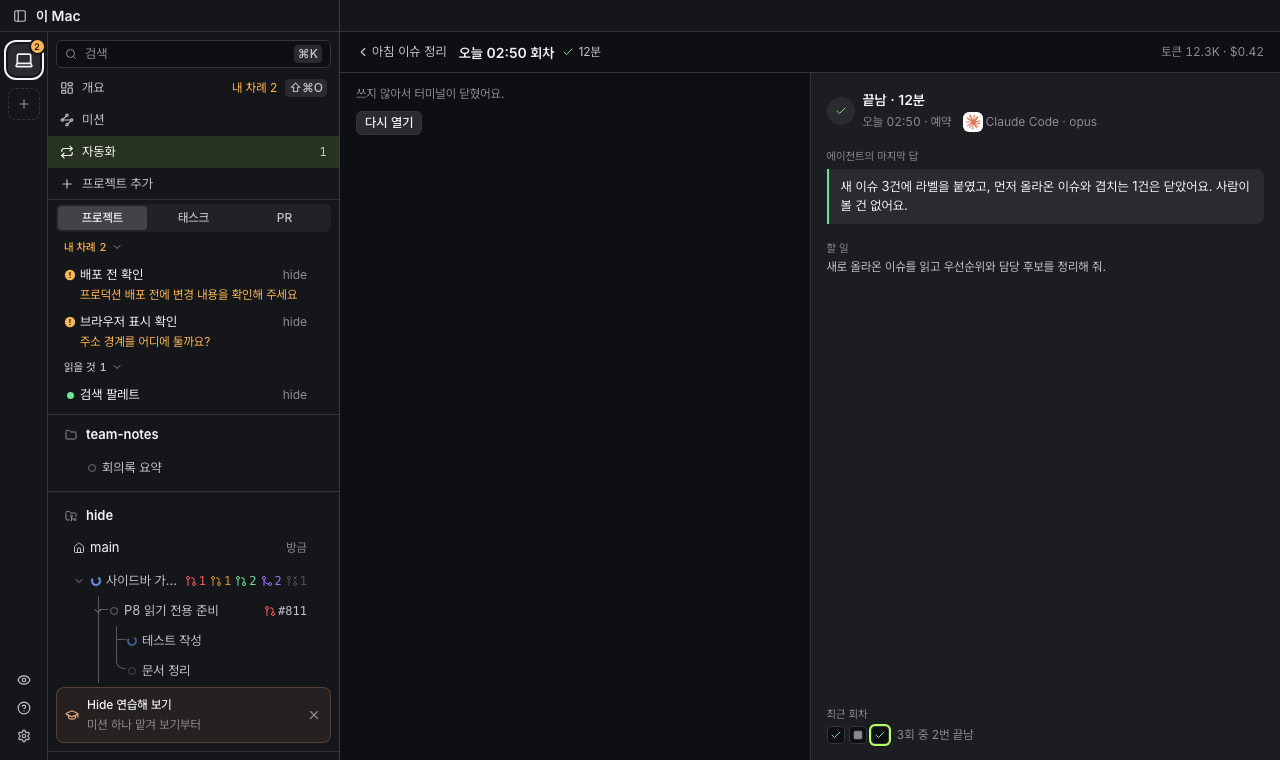 이 Mac
2
검색 ⌘K
개요 내 차례 2 ⇧⌘O
미션
자동화 1
프로젝트 추가
프로젝트 태스크 PR
내 차례 2
배포 전 확인 hide
프로덕션 배포 전에 변경 내용을 확인해 주세요
브라우저 표시 확인 hide
주소 경계를 어디에 둘까요?
읽을 것 1
검색 팔레트 hide
team-notes
회의록 요약
hide
main 방금
사이드바 가... 1 1 2 2 1
P8 읽기 전용 준비 #811
테스트 작성
문서 정리
Hide 연습해 보기
미션 하나 맡겨 보기부터
아침 이슈 정리 오늘 02:50 회차 12분 토큰 12.3K · $0.42
쓰지 않아서 터미널이 닫혔어요.
다시 열기
끝남 · 12분
오늘 02:50 · 예약 Claude Code · opus
에이전트의 마지막 답
새 이슈 3건에 라벨을 붙였고, 먼저 올라온 이슈와 겹치는 1건은 닫았어요. 사람이
볼 건 없어요.
할 일
새로 올라온 이슈를 읽고 우선순위와 담당 후보를 정리해 줘.
최근 회차
3회 중 2번 끝남